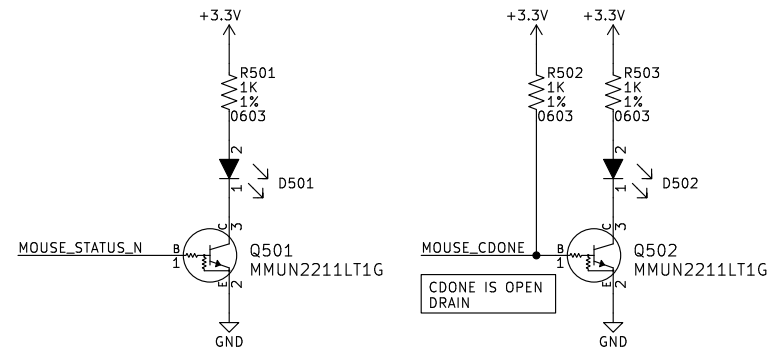 +3.3V
R501
1K
1%
0603
2
1
D501
C
3
MOUSE_STATUS_N
B
1
Q501
MMUN2211LT1G
E
2
GND
+3.3V
+3.3V
R502
1K
1%
0603
R503
1K
1%
0603
2
1
D502
C
3
MOUSE_CDONE
B
1
Q502
MMUN2211LT1G
E
2
CDONE IS OPEN
DRAIN
GND